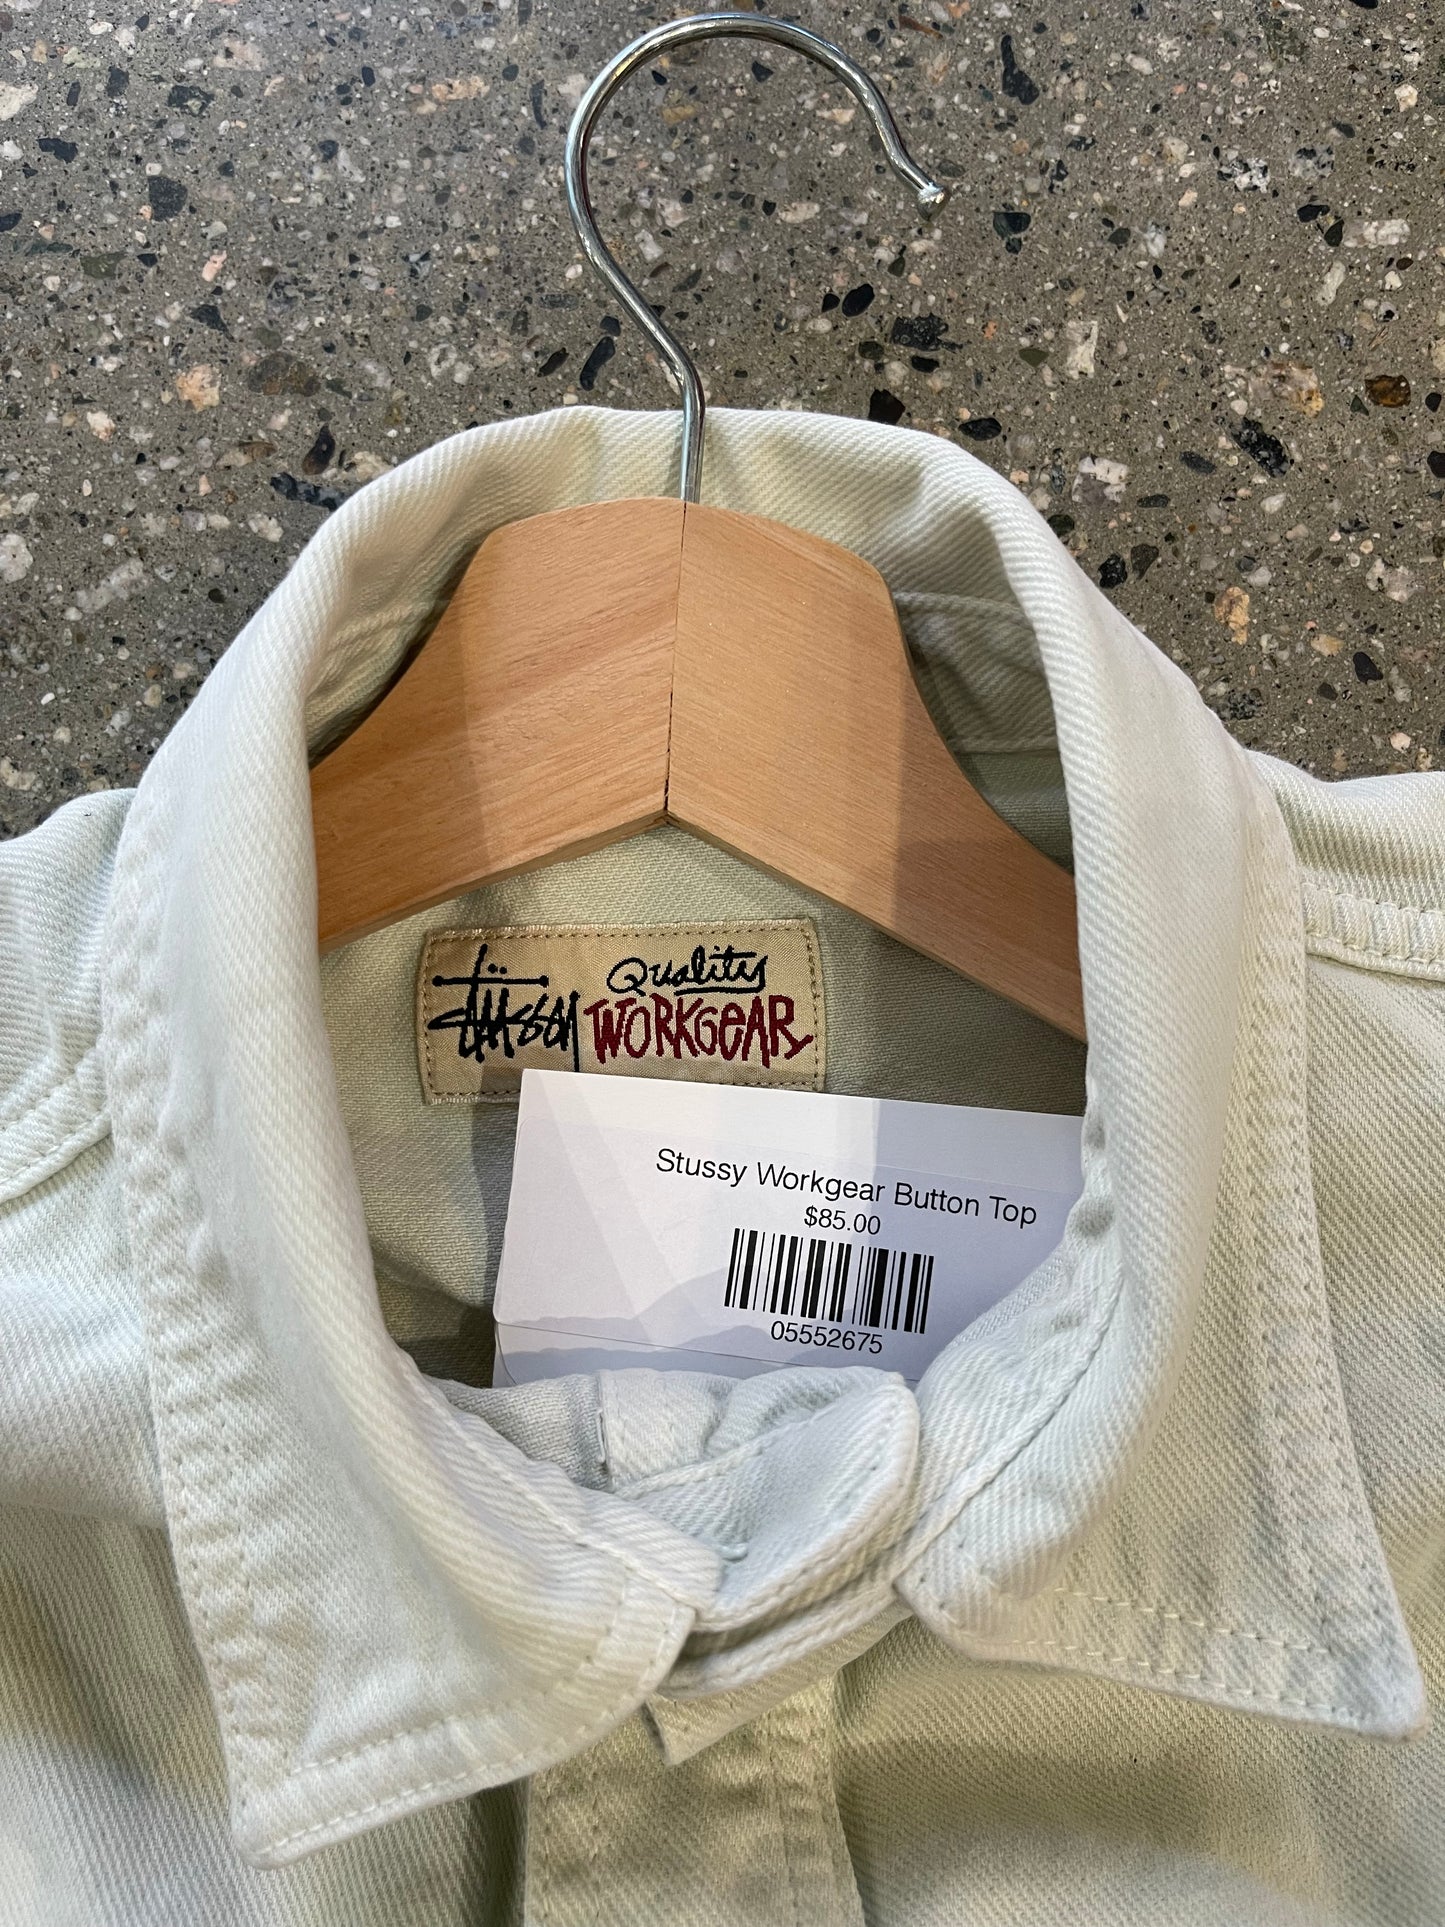 Stüssy Quality
WORKGEAR
Stussy Workgear Button Top
$85.00
05552675